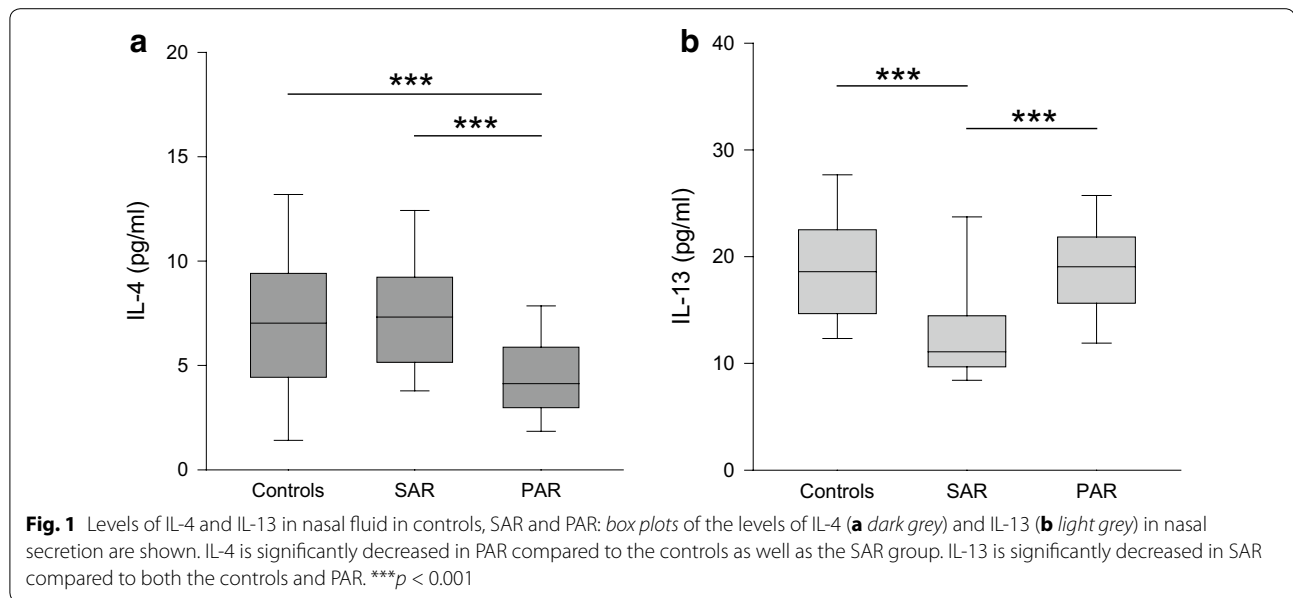 a
20
15
10
5
0
IL-4 (pg/ml)
***
***
Controls SAR PAR
b
40
30
20
10
0
IL-13 (pg/ml)
***
***
Controls SAR PAR
Fig. 1 Levels of IL-4 and IL-13 in nasal fluid in controls, SAR and PAR: box plots of the levels of IL-4 (a dark grey) and IL-13 (b light grey) in nasal
secretion are shown. IL-4 is significantly decreased in PAR compared to the controls as well as the SAR group. IL-13 is significantly decreased in SAR
compared to both the controls and PAR. ***p < 0.001